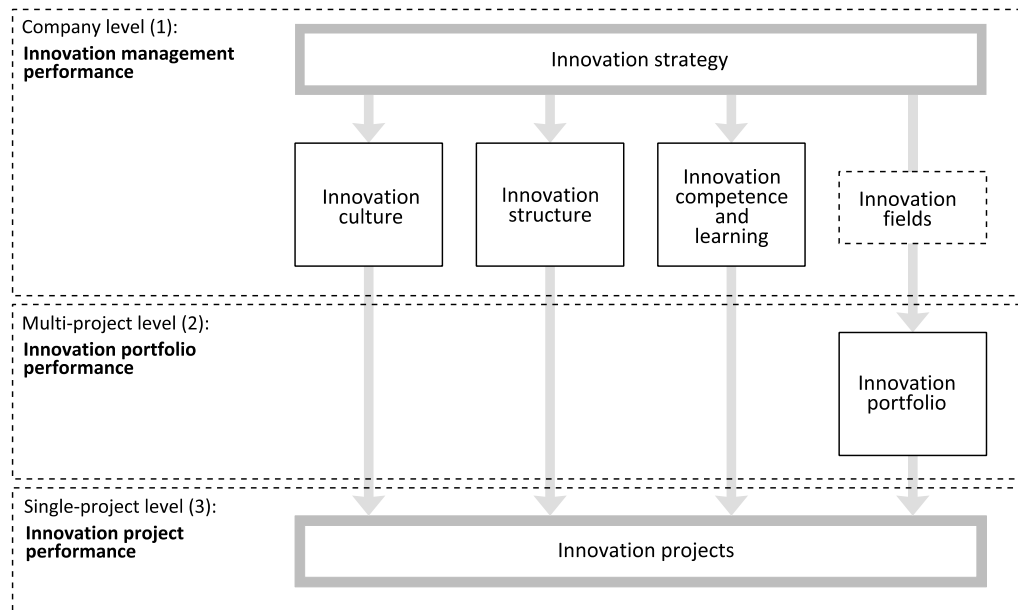 Company level (1):
Innovation management
performance
Innovation strategy
Innovation
culture
Innovation
structure
Innovation
competence
and
learning
Innovation
fields
Multi-project level (2):
Innovation portfolio
performance
Innovation
portfolio
Single-project level (3):
Innovation project
performance
Innovation projects